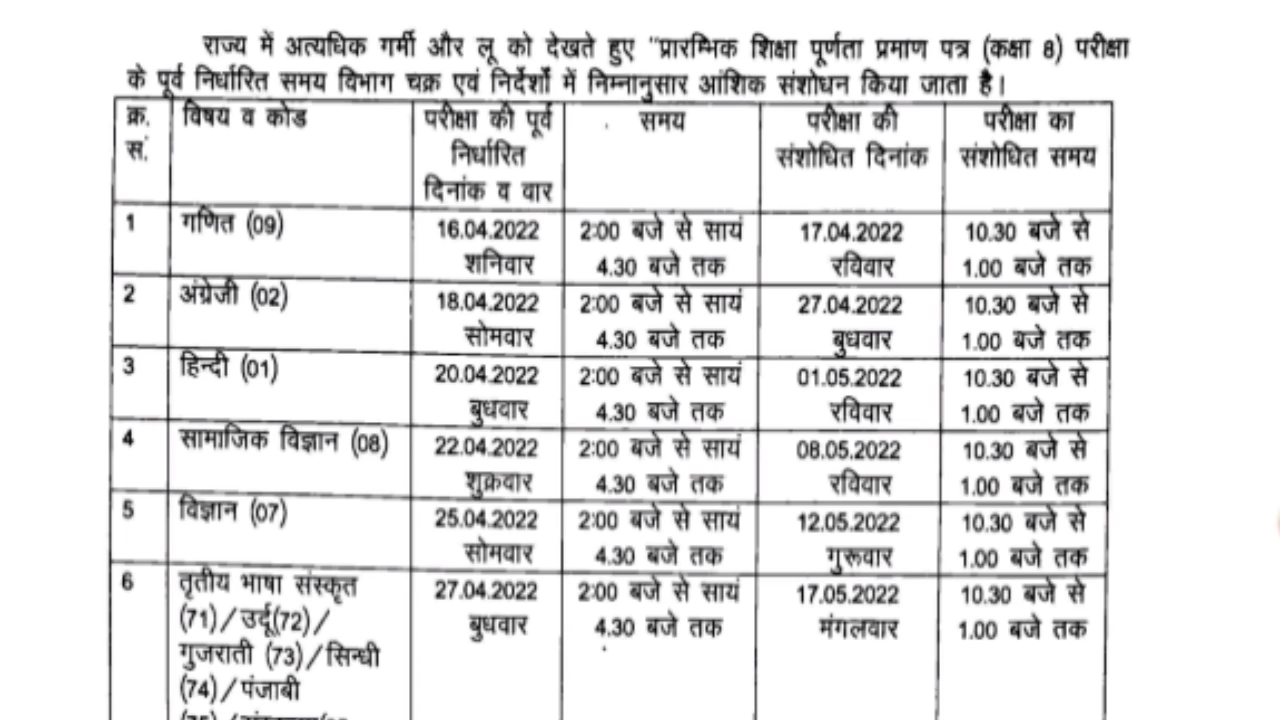 राज्य में अत्यधिक गर्मी और लू को देखते हुए "प्रारम्भिक शिक्षा पूर्णता प्रमाण पत्र (कक्षा 8) परीक्षा
के पूर्व निर्धारित समय विभाग चक्र एवं निर्देशों में निम्नानुसार आंशिक संशोधन किया जाता है।
क्र. सं. विषय व कोड परीक्षा की पूर्व निर्धारित दिनांक व वार समय परीक्षा की संशोधित दिनांक परीक्षा का संशोधित समय
1 गणित (09) 16.04.2022 2:00 बजे से सायं 17.04.2022 10.30 बजे से
शनिवार 4.30 बजे तक रविवार 1.00 बजे तक
2 अंग्रेजी (02) 18.04.2022 2:00 बजे से सायं 27.04.2022 10.30 बजे से
सोमवार 4.30 बजे तक बुधवार 1.00 बजे तक
3 हिन्दी (01) 20.04.2022 2:00 बजे से सायं 01.05.2022 10.30 बजे से
बुधवार 4.30 बजे तक रविवार 1.00 बजे तक
4 सामाजिक विज्ञान (08) 22.04.2022 2:00 बजे से सायं 08.05.2022 10.30 बजे से
शुक्रवार 4.30 बजे तक रविवार 1.00 बजे तक
5 विज्ञान (07) 25.04.2022 2:00 बजे से सायं 12.05.2022 10.30 बजे से
सोमवार 4.30 बजे तक गुरूवार 1.00 बजे तक
6 तृतीय भाषा संस्कृत 27.04.2022 2:00 बजे से सायं 17.05.2022 10.30 बजे से
(71)/उर्दू(72)/ बुधवार 4.30 बजे तक मंगलवार 1.00 बजे तक
गुजराती (73)/सिन्धी
(74)/पंजाबी